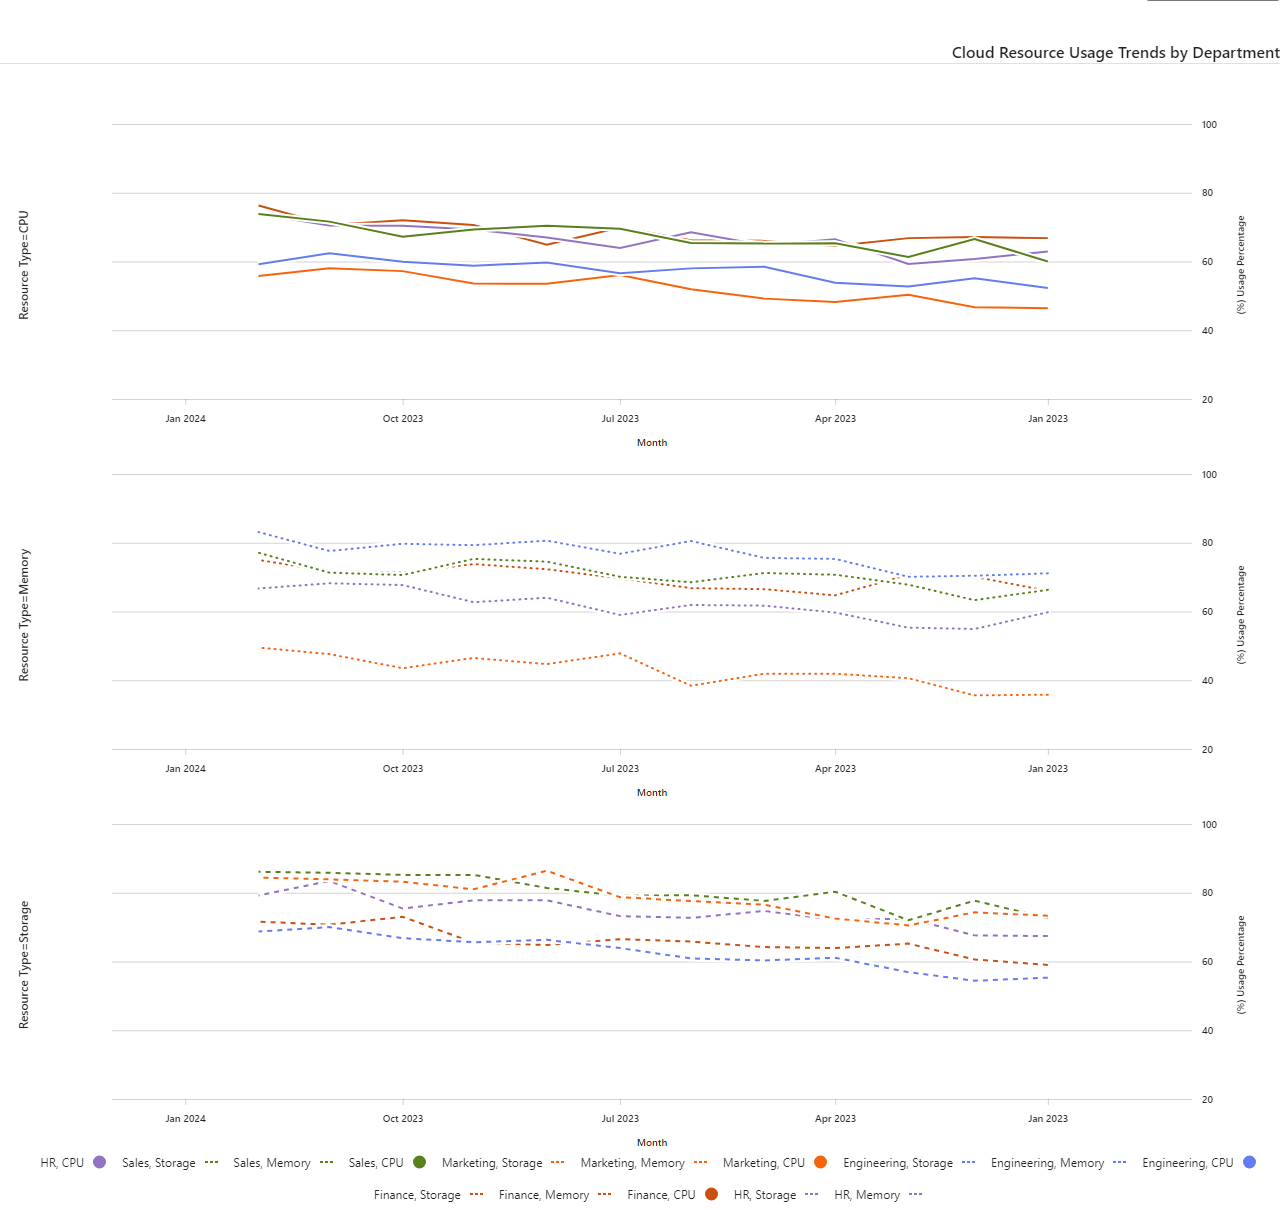 Cloud Resource Usage Trends by Department
Resource Type=CPU
100
80
60
40
20
(%) Usage Percentage
Jan 2024 Oct 2023 Jul 2023 Apr 2023 Jan 2023
Month
Resource Type=Memory
100
80
60
40
20
(%) Usage Percentage
Jan 2024 Oct 2023 Jul 2023 Apr 2023 Jan 2023
Month
Resource Type=Storage
100
80
60
40
20
(%) Usage Percentage
Jan 2024 Oct 2023 Jul 2023 Apr 2023 Jan 2023
Month
HR, CPU Sales, Storage Sales, Memory Sales, CPU Marketing, Storage Marketing, Memory Marketing, CPU Engineering, Storage Engineering, Memory Engineering, CPU
Finance, Storage Finance, Memory Finance, CPU HR, Storage HR, Memory